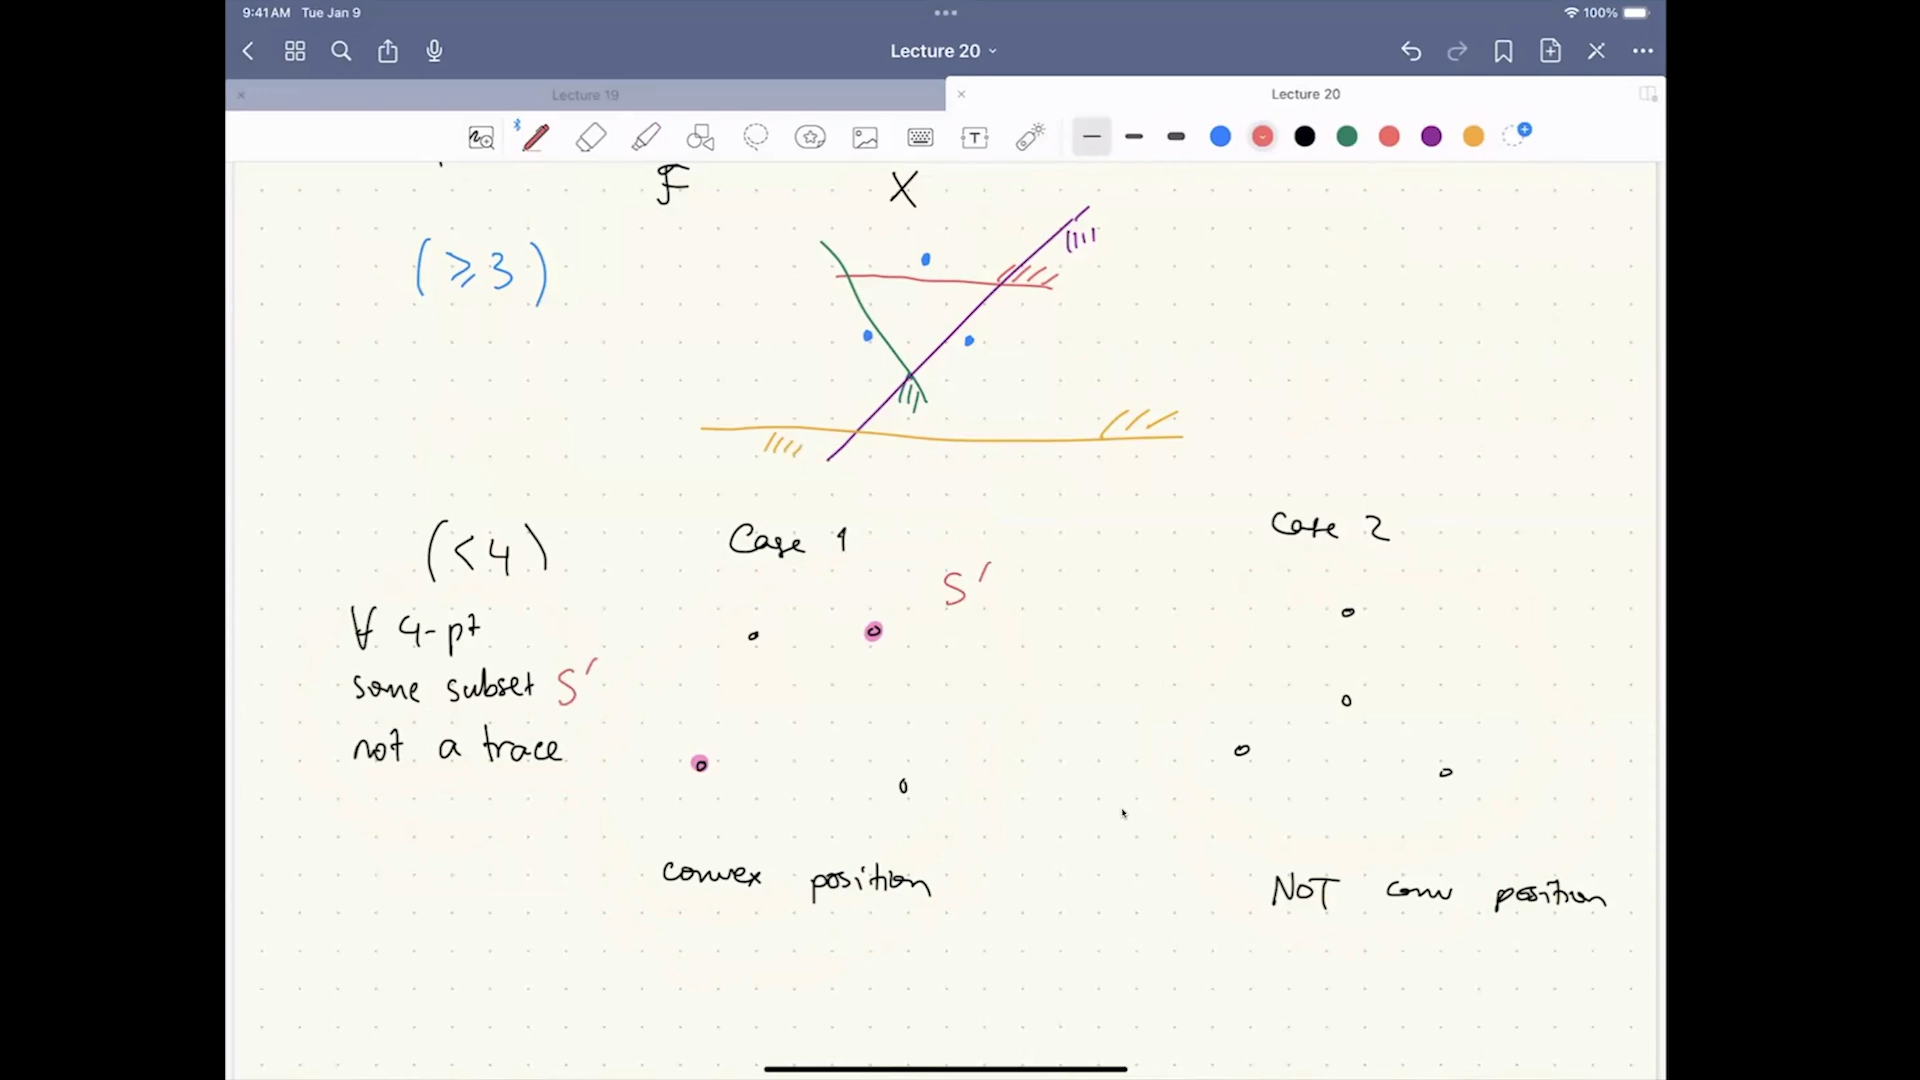 9:41 AM Tue Jan 9
100%
Lecture 20
Lecture 19
Lecture 20
T
F X
(≥3)
(<4)
Case 1
Case 2
S'
∀ 4-pt
some subset S'
not a trace
convex position
NOT conv position